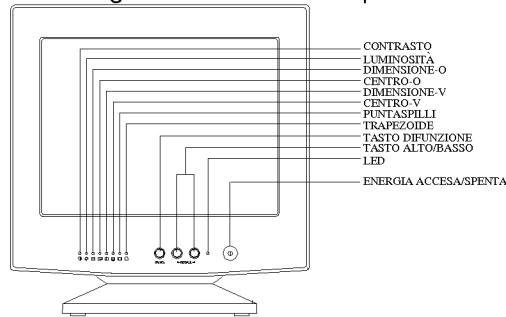 CONTRASTO
LUMINOSITÀ
DIMENSIONE-O
CENTRO-O
DIMENSIONE-V
CENTRO-V
PUNTASPILLI
TRAPEZOIDE
TASTO DIFUNZIONE
TASTO ALTO/BASSO
LED
ENERGIA ACCESA/SPENTA